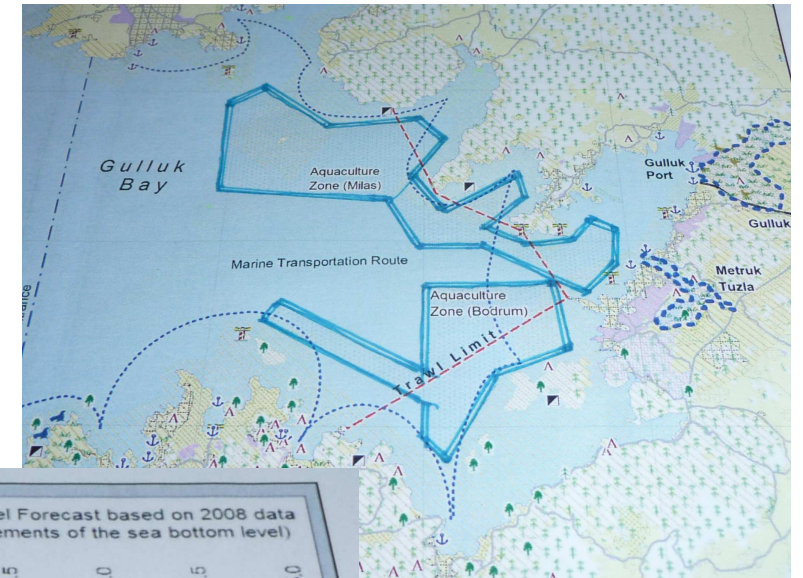 Gulluk
Bay
Aquaculture
Zone (Milas)
Gulluk
Port
Gulluk
Marine Transportation Route
Metruk
Tuzla
Aquaculture
Zone (Bodrum)
Trawl Limit
el Forecast based on 2008 data
ements of the sea bottom level)